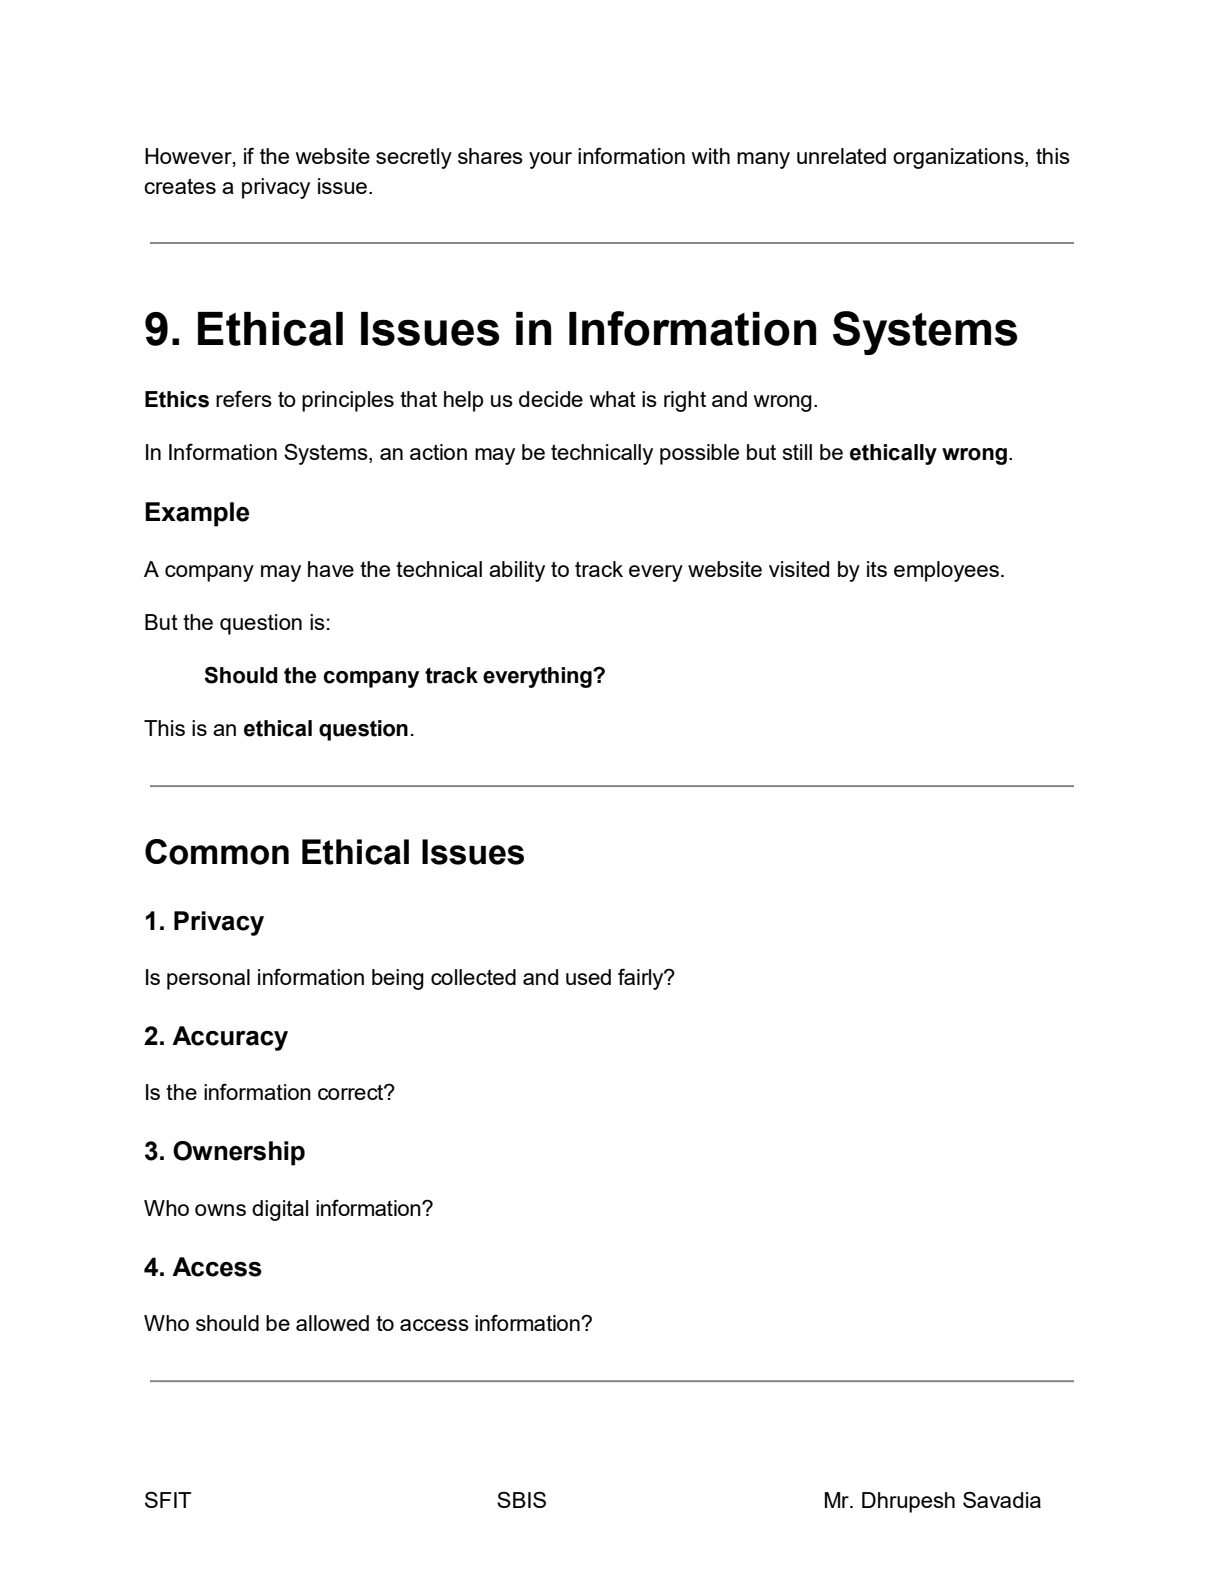 However, if the website secretly shares your information with many unrelated organizations, this
creates a privacy issue.
9. Ethical Issues in Information Systems
Ethics refers to principles that help us decide what is right and wrong.
In Information Systems, an action may be technically possible but still be ethically wrong.
Example
A company may have the technical ability to track every website visited by its employees.
But the question is:
Should the company track everything?
This is an ethical question.
Common Ethical Issues
1. Privacy
Is personal information being collected and used fairly?
2. Accuracy
Is the information correct?
3. Ownership
Who owns digital information?
4. Access
Who should be allowed to access information?
SFIT SBIS Mr. Dhrupesh Savadia